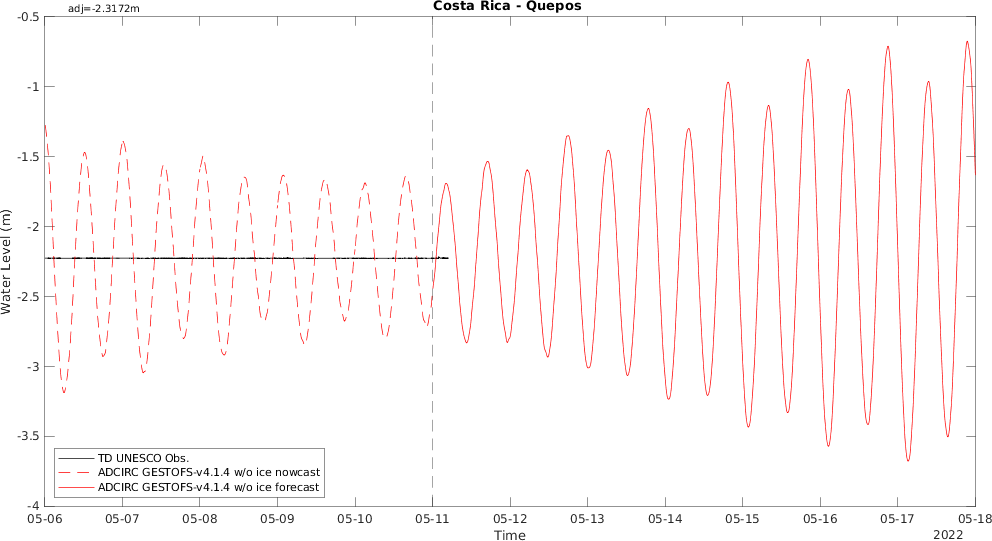 adj=-2.3172m
Costa Rica - Quepos
-0.5
-1
-1.5
-2
-2.5
-3
-3.5
-4
Water Level (m)
TD UNESCO Obs.
ADCIRC GESTOFS-v4.1.4 w/o ice nowcast
ADCIRC GESTOFS-v4.1.4 w/o ice forecast
05-06 05-07 05-08 05-09 05-10 05-11 05-12 05-13 05-14 05-15 05-16 05-17 05-18
Time
2022